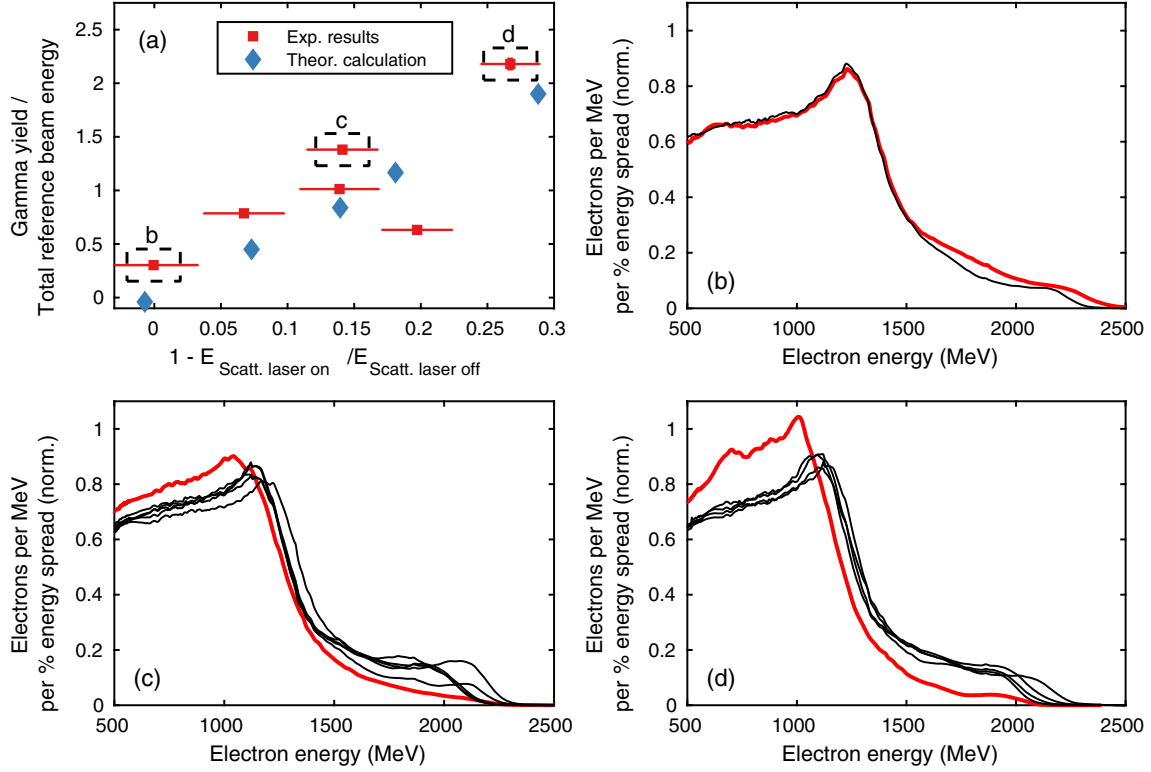 (a)
Exp. results
Theor. calculation
b
c
d
2.5
2
1.5
1
0.5
0
0 0.05 0.1 0.15 0.2 0.25 0.3
Gamma yield /
Total reference beam energy
1 - E Scatt. laser on /E Scatt. laser off
(b)
1
0.8
0.6
0.4
0.2
0
500 1000 1500 2000 2500
Electrons per MeV
per % energy spread (norm.)
Electron energy (MeV)
(c)
1
0.8
0.6
0.4
0.2
0
500 1000 1500 2000 2500
Electrons per MeV
per % energy spread (norm.)
Electron energy (MeV)
(d)
1
0.8
0.6
0.4
0.2
0
500 1000 1500 2000 2500
Electrons per MeV
per % energy spread (norm.)
Electron energy (MeV)